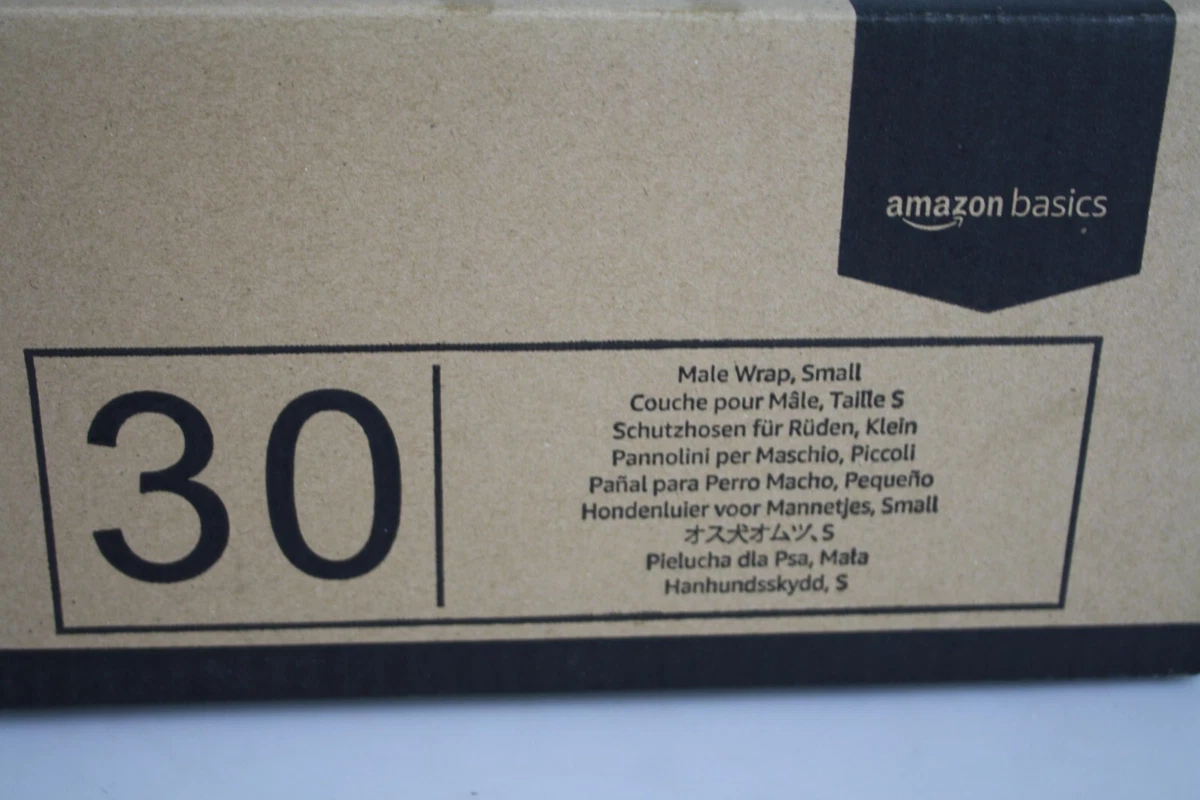 amazon basics
30
Male Wrap, Small
Couche pour Mâle, Taille S
Schutzhosen für Rüden, Klein
Pannolini per Maschio, Piccoli
Pañal para Perro Macho, Pequeño
Hondenluier voor Mannetjes, Small
オス犬オムツ、S
Pielucha dla Psa, Mała
Hanhundsskydd, S